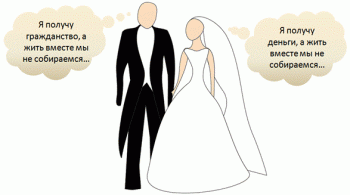 Я получу
гражданство, а
жить вместе мы
не собираемся...
Я получу
деньги, а жить
вместе мы не
собираемся...